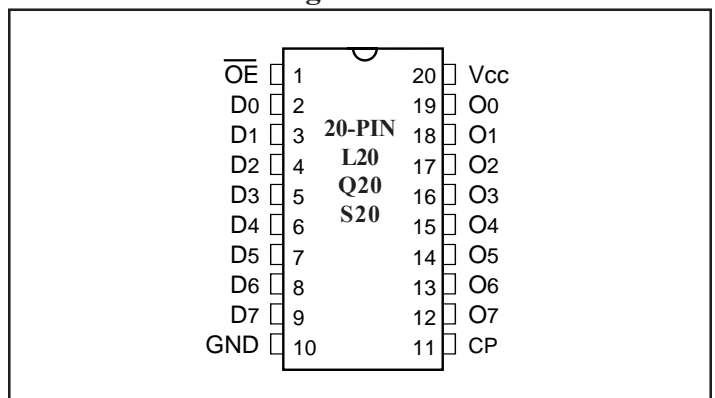 OE 1 20 Vcc
D0 2 19 O0
D1 3 20-PIN 18 O1
D2 4 L20 17 O2
D3 5 Q20 16 O3
D4 6 S20 15 O4
D5 7 14 O5
D6 8 13 O6
D7 9 12 O7
GND 10 11 CP